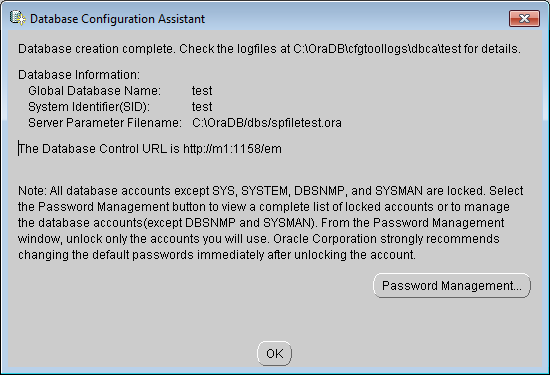 Database Configuration Assistant
Database creation complete. Check the logfiles at C:\OraDB\cfgtoollogs\dbca\test for details.
Database Information:
Global Database Name: test
System Identifier(SID): test
Server Parameter Filename: C:\OraDB/dbs/spfiletest.ora
The Database Control URL is http://m1:1158/em
Note: All database accounts except SYS, SYSTEM, DBSNMP, and SYSMAN are locked. Select
the Password Management button to view a complete list of locked accounts or to manage
the database accounts(except DBSNMP and SYSMAN). From the Password Management
window, unlock only the accounts you will use. Oracle Corporation strongly recommends
changing the default passwords immediately after unlocking the account.
Password Management...
OK